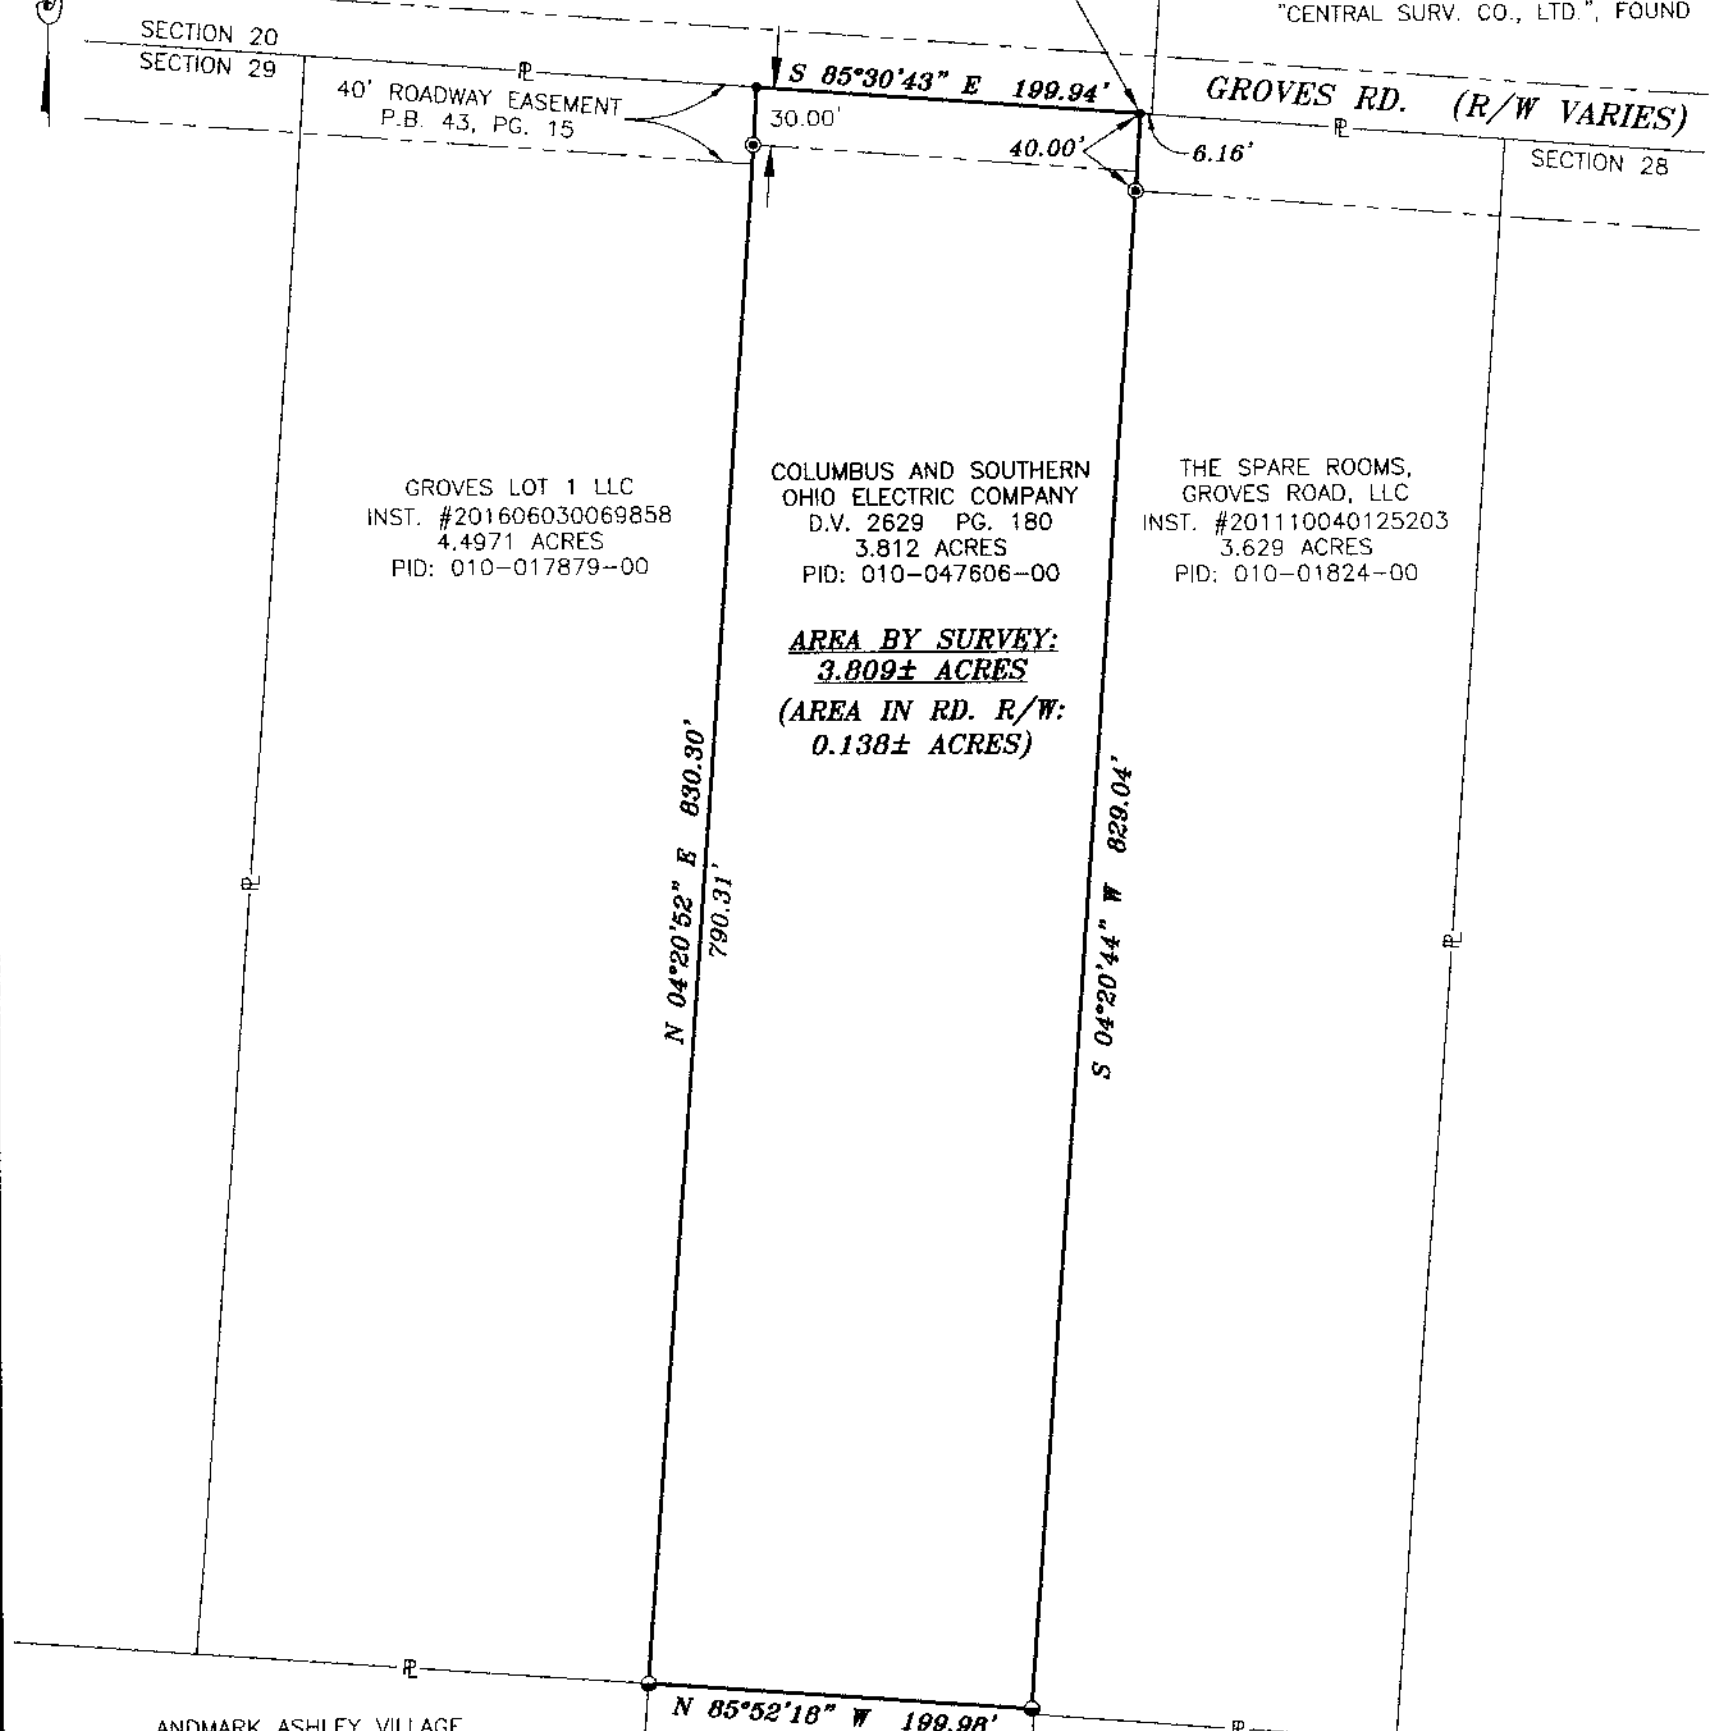 "CENTRAL SURV. CO., LTD.", FOUND
SECTION 20
SECTION 29
40' ROADWAY EASEMENT
P.B. 43, PG. 15
S 85°30'43" E 199.94'
GROVES RD. (R/W VARIES)
30.00'
40.00'
6.16'
SECTION 28
GROVES LOT 1 LLC
INST. #201606030069858
4.4971 ACRES
PID: 010-017879-00
COLUMBUS AND SOUTHERN
OHIO ELECTRIC COMPANY
D.V. 2629 PG. 180
3.812 ACRES
PID: 010-047606-00
THE SPARE ROOMS,
GROVES ROAD, LLC
INST. #201110040125203
3.629 ACRES
PID: 010-01824-00
AREA BY SURVEY:
3.809± ACRES
(AREA IN RD. R/W:
0.138± ACRES)
N 04°20'52" E 830.30'
790.31'
S 04°20'44" W 829.04'
N 85°52'18" W 199.98'
ANDMARK ASHLEY VILLAGE